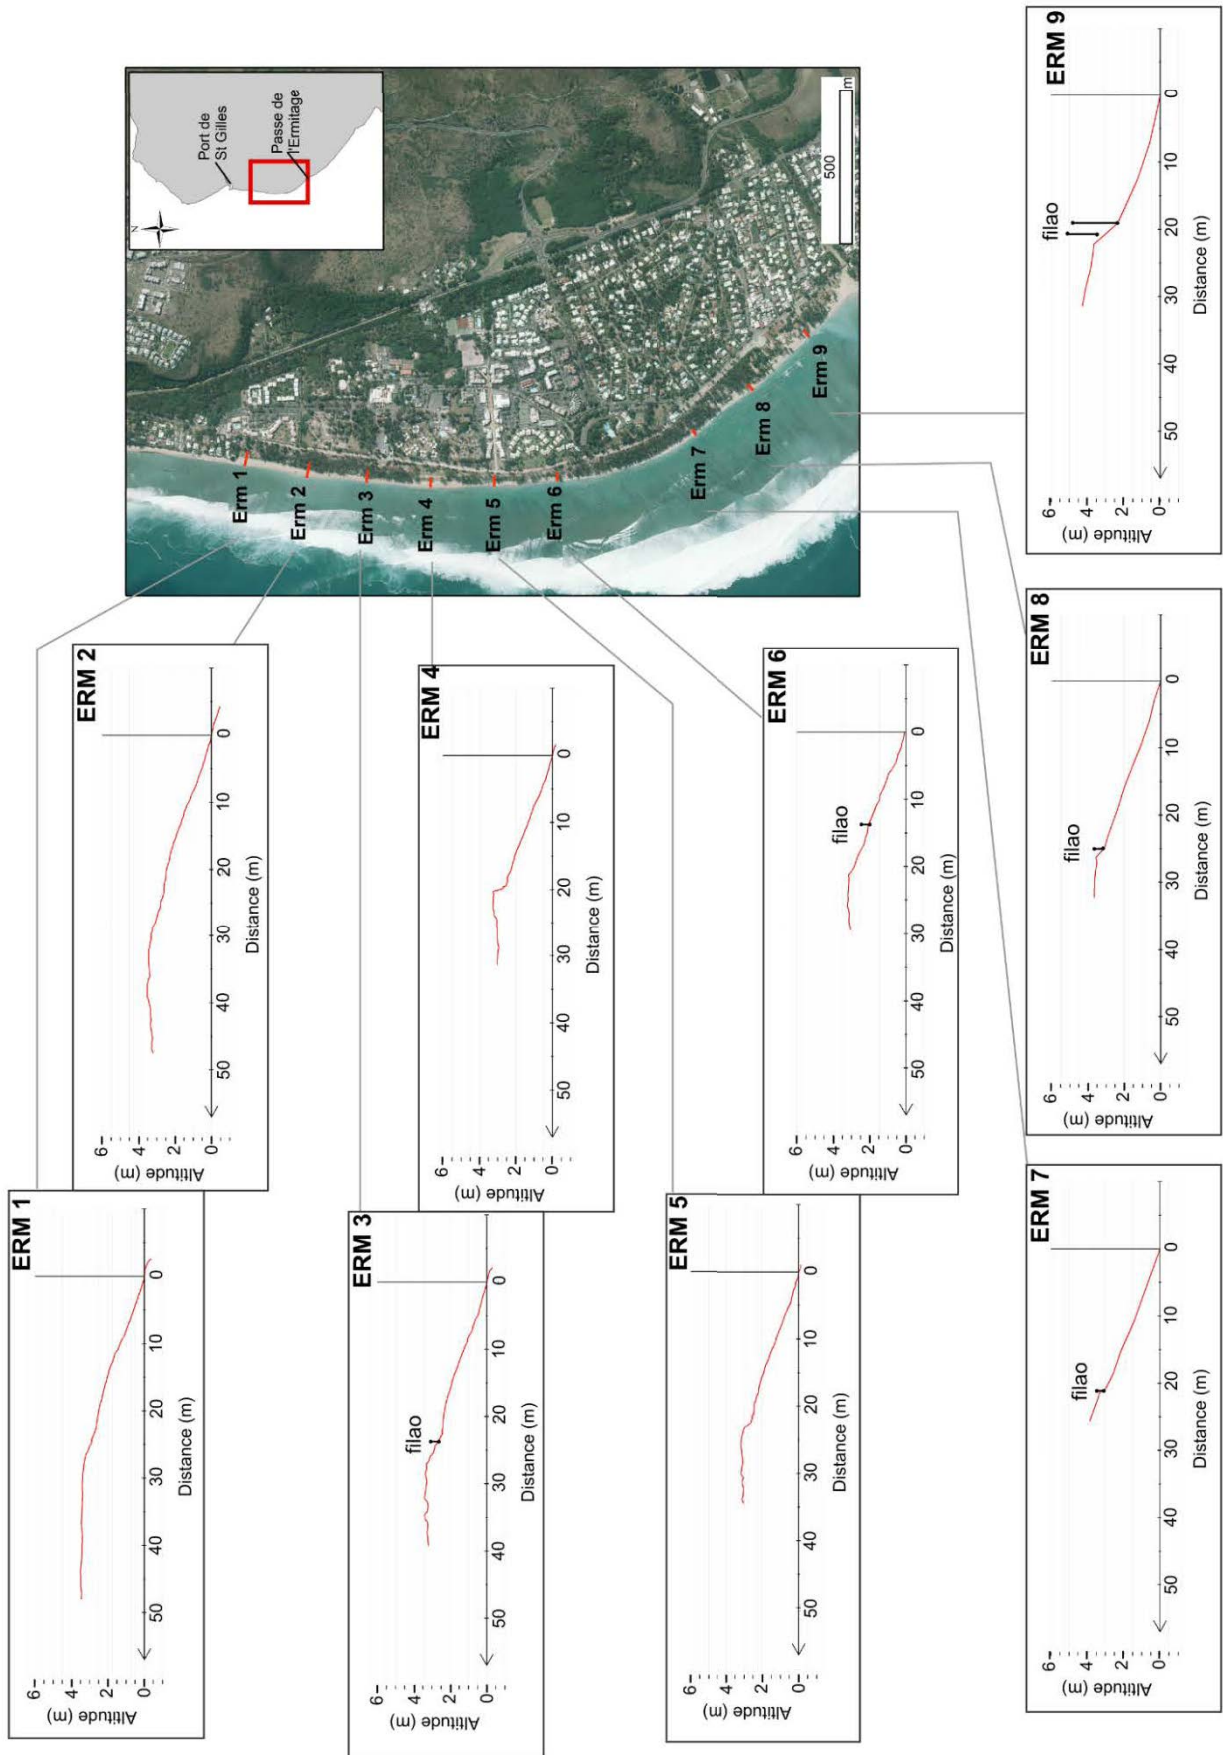 ERM 1
6
4
2
0
Altitude (m)
50
40
30
20
10
0
Distance (m)
ERM 2
6
4
2
0
Altitude (m)
50
40
30
20
10
0
Distance (m)
N
Port de
St Gilles
Passe de
l'Ermitage
500
m
Erm 1
Erm 2
Erm 3
Erm 4
Erm 5
Erm 6
Erm 7
Erm 8
Erm 9
ERM 3
filao
6
4
2
0
Altitude (m)
50
40
30
20
10
0
Distance (m)
ERM 4
6
4
2
0
Altitude (m)
50
40
30
20
10
0
Distance (m)
ERM 5
6
4
2
0
Altitude (m)
50
40
30
20
10
0
Distance (m)
ERM 6
filao
6
4
2
0
Altitude (m)
50
40
30
20
10
0
Distance (m)
ERM 7
filao
6
4
2
0
Altitude (m)
50
40
30
20
10
0
Distance (m)
ERM 8
filao
6
4
2
0
Altitude (m)
50
40
30
20
10
0
Distance (m)
ERM 9
filao
6
4
2
0
Altitude (m)
50
40
30
20
10
0
Distance (m)